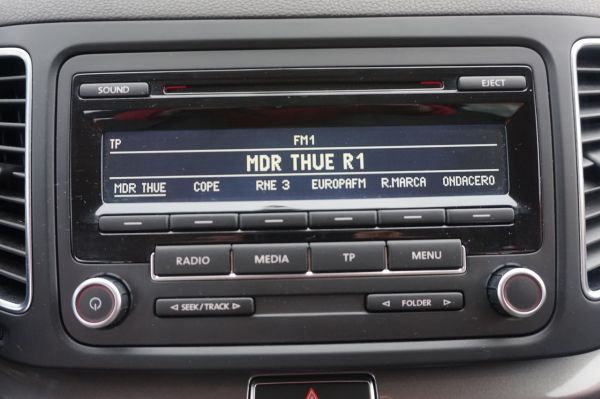 SOUND EJECT
TP FM1
MDR THUE R1
MDR THUE COPE RNE 3 EUROPAFM R.MARCA ONDACERO
RADIO MEDIA TP MENU
◁ SEEK/TRACK ▷ ◁ FOLDER ▷